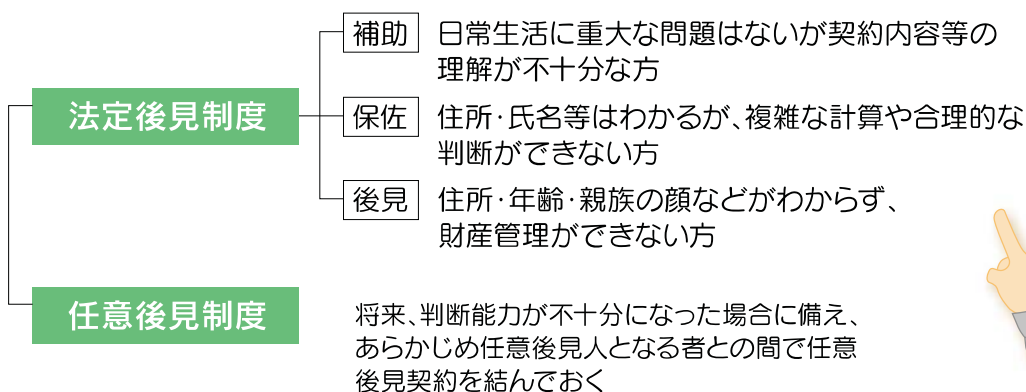 補助 日常生活に重大な問題はないが契約内容等の
理解が不十分な方
法定後見制度
保佐 住所・氏名等はわかるが、複雑な計算や合理的な
判断ができない方
後見 住所・年齢・親族の顔などがわからず、
財産管理ができない方
任意後見制度
将来、判断能力が不十分になった場合に備え、
あらかじめ任意後見人となる者との間で任意
後見契約を結んでおく